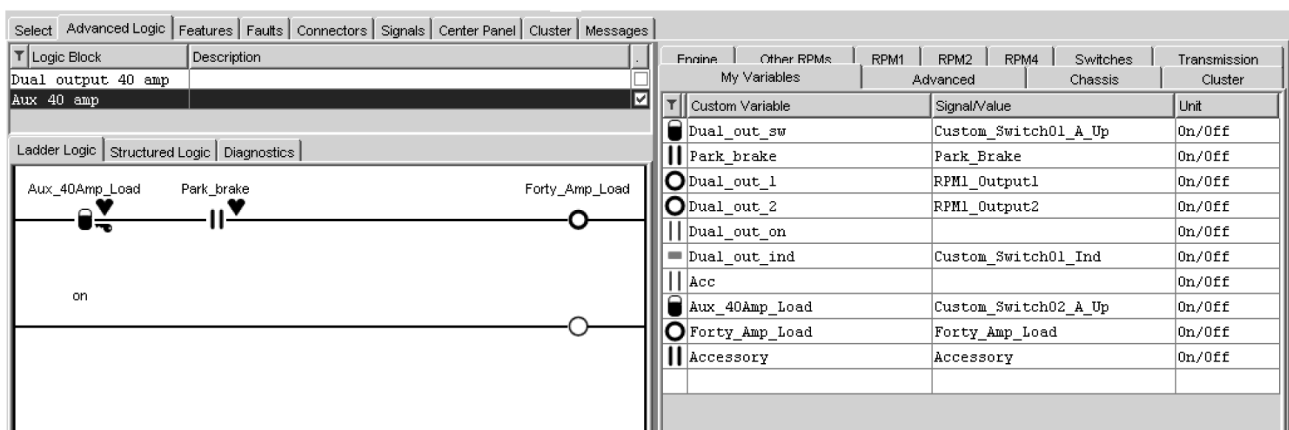 Select Advanced Logic Features Faults Connectors Signals Center Panel Cluster Messages
Logic Block Description .
Dual output 40 amp
Aux 40 amp
Ladder Logic Structured Logic Diagnostics
Aux_40Amp_Load Park_brake Forty_Amp_Load
on
Engine Other RPMs RPM1 RPM2 RPM4 Switches Transmission
My Variables Advanced Chassis Cluster
Custom Variable Signal/Value Unit
Dual_out_sw Custom_Switch01_A_Up On/Off
Park_brake Park_Brake On/Off
Dual_out_1 RPM1_Output1 On/Off
Dual_out_2 RPM1_Output2 On/Off
Dual_out_on On/Off
Dual_out_ind Custom_Switch01_Ind On/Off
Acc On/Off
Aux_40Amp_Load Custom_Switch02_A_Up On/Off
Forty_Amp_Load Forty_Amp_Load On/Off
Accessory Accessory On/Off